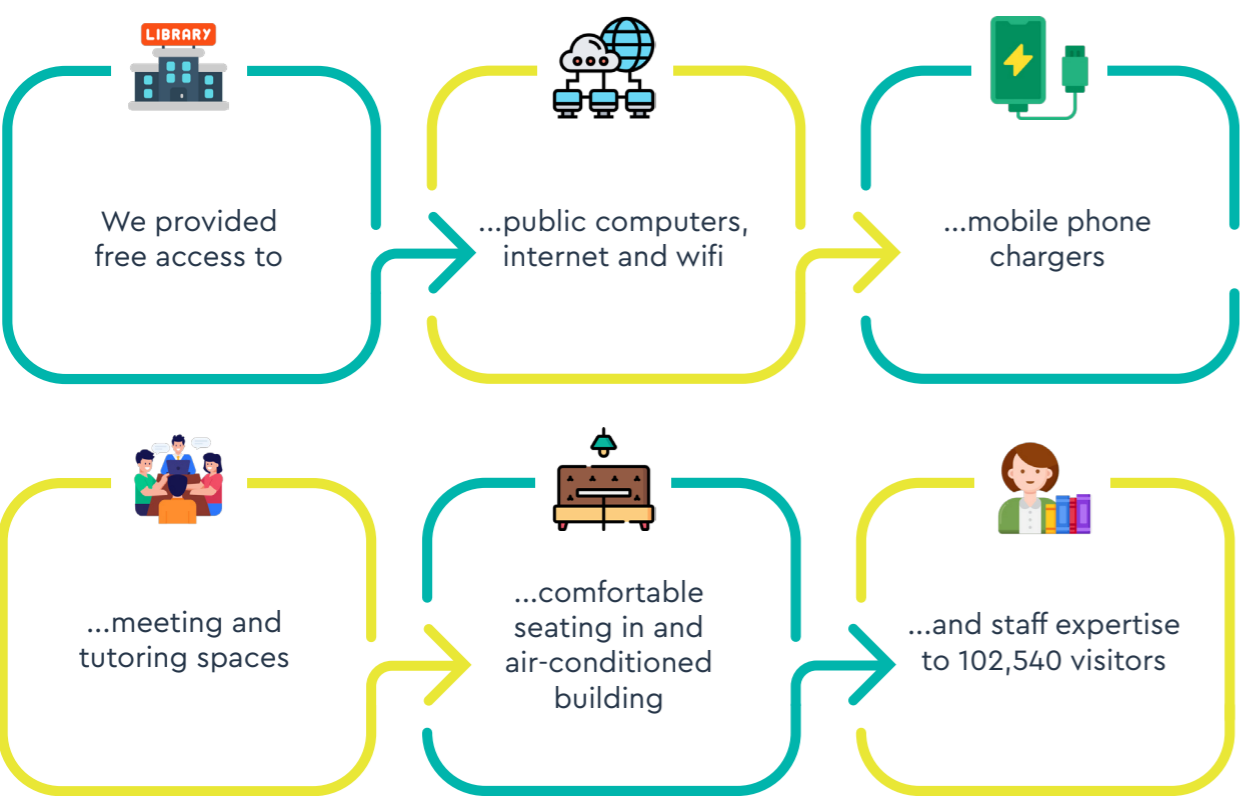 LIBRARY
We provided
free access to
...public computers,
internet and wifi
...mobile phone
chargers
...meeting and
tutoring spaces
...comfortable
seating in and
air-conditioned
building
...and staff expertise
to 102,540 visitors